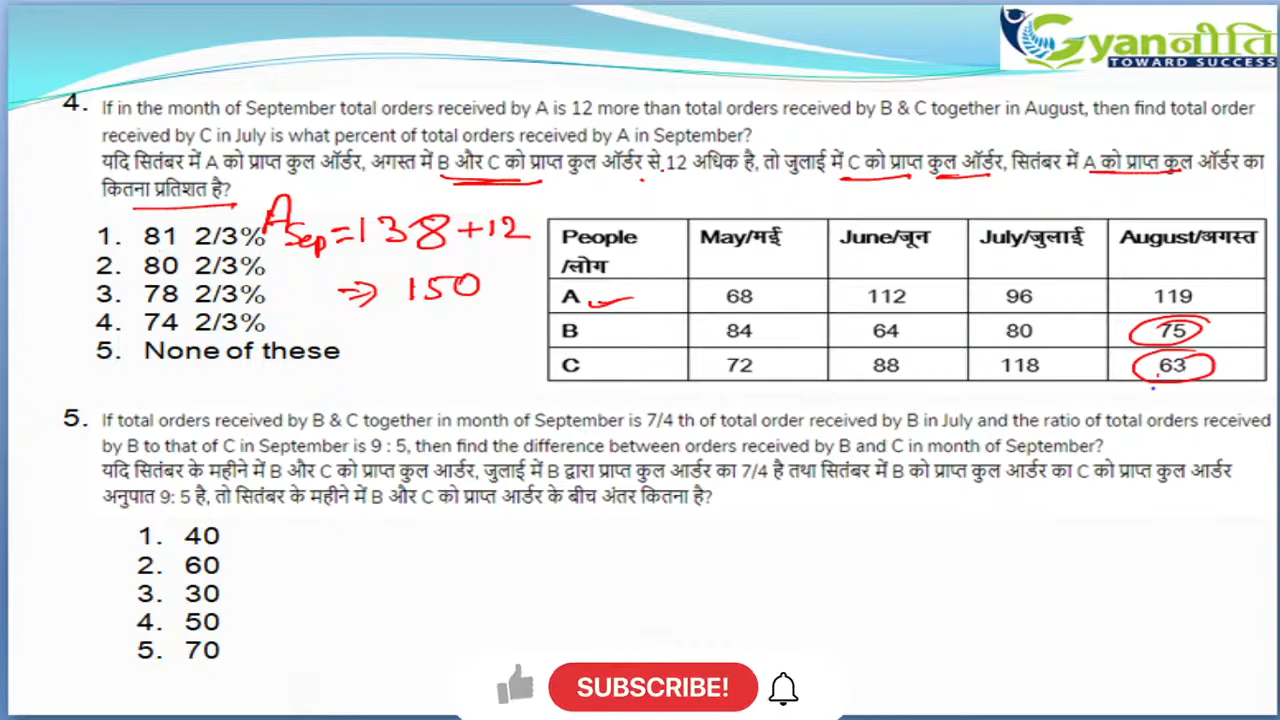 Gyanनीति
TOWARD SUCCESS
4. If in the month of September total orders received by A is 12 more than total orders received by B & C together in August, then find total order
received by C in July is what percent of total orders received by A in September?
यदि सितंबर में A को प्राप्त कुल ऑर्डर, अगस्त में B और C को प्राप्त कुल ऑर्डर से 12 अधिक है, तो जुलाई में C को प्राप्त कुल ऑर्डर, सितंबर में A को प्राप्त कुल ऑर्डर का
कितना प्रतिशत है?
1. 81 2/3%
2. 80 2/3%
3. 78 2/3%
4. 74 2/3%
5. None of these
A Sep = 138 + 12
⇒ 150
People /लोग May/मई June/जून July/जुलाई August/अगस्त
A 68 112 96 119
B 84 64 80 75
C 72 88 118 63
5. If total orders received by B & C together in month of September is 7/4 th of total order received by B in July and the ratio of total orders received
by B to that of C in September is 9 : 5, then find the difference between orders received by B and C in month of September?
यदि सितंबर के महीने में B और C को प्राप्त कुल आर्डर, जुलाई में B द्वारा प्राप्त कुल आर्डर का 7/4 है तथा सितंबर में B को प्राप्त कुल आर्डर का C को प्राप्त कुल आर्डर
अनुपात 9: 5 है, तो सितंबर के महीने में B और C को प्राप्त आर्डर के बीच अंतर कितना है?
1. 40
2. 60
3. 30
4. 50
5. 70
SUBSCRIBE!